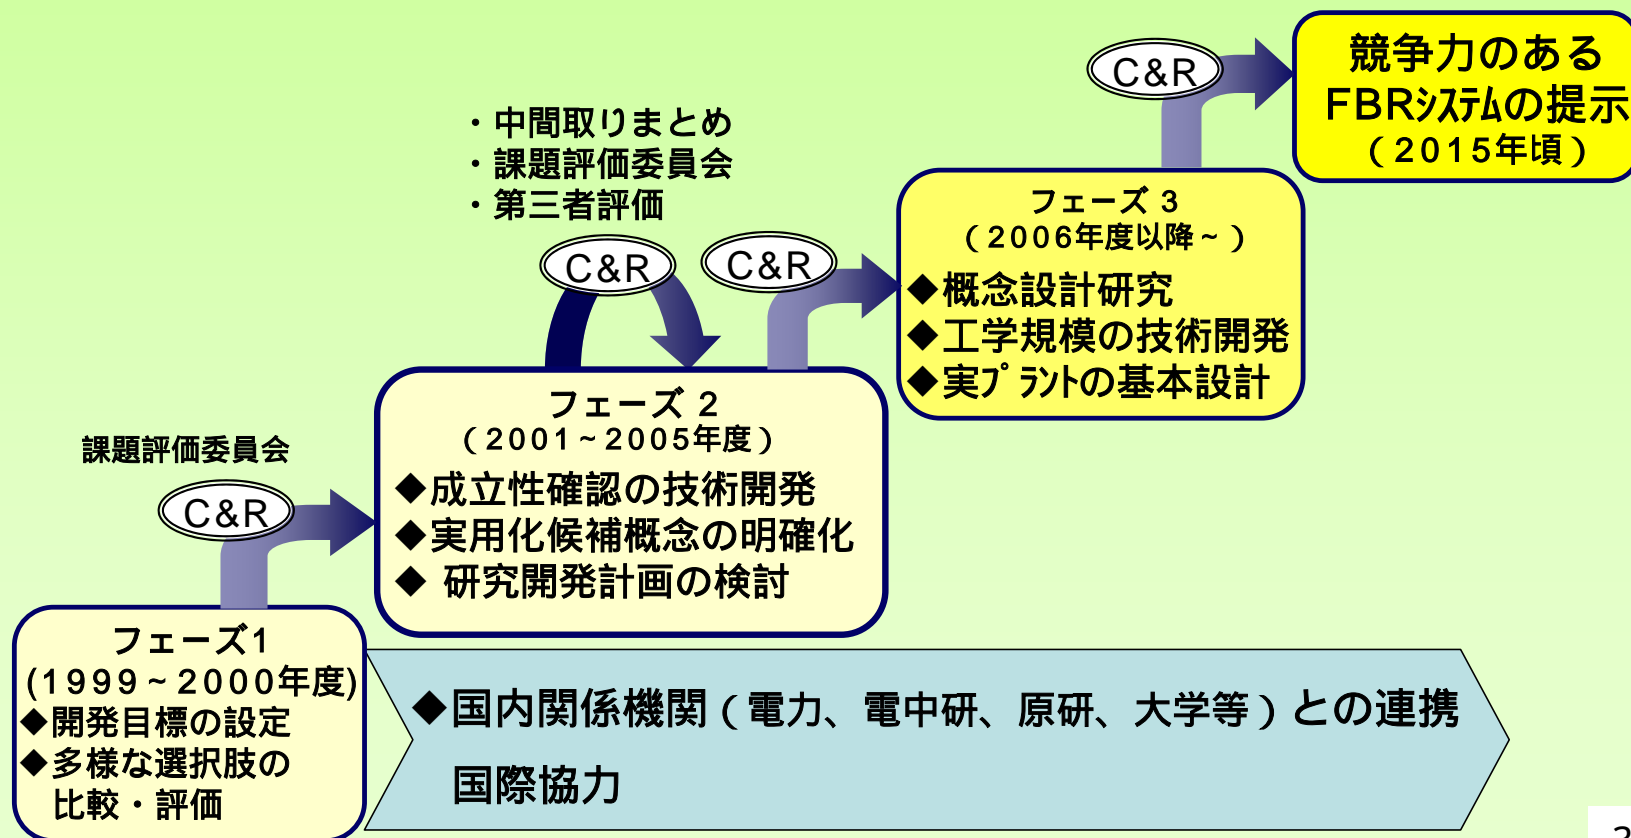 競争力のある
FBRｼｽﾃﾑの提示
（２０１５年頃）
C&R
・中間取りまとめ
・課題評価委員会
・第三者評価
C&R
C&R
フェーズ 3
（２００６年度以降～）
◆概念設計研究
◆工学規模の技術開発
◆実ﾌﾟﾗﾝﾄの基本設計
フェーズ 2
（２００１～２００５年度）
◆成立性確認の技術開発
◆実用化候補概念の明確化
◆ 研究開発計画の検討
課題評価委員会
C&R
フェーズ1
(１９９９～２０００年度)
◆開発目標の設定
◆多様な選択肢の
比較・評価
◆国内関係機関（電力、電中研、原研、大学等）との連携
国際協力